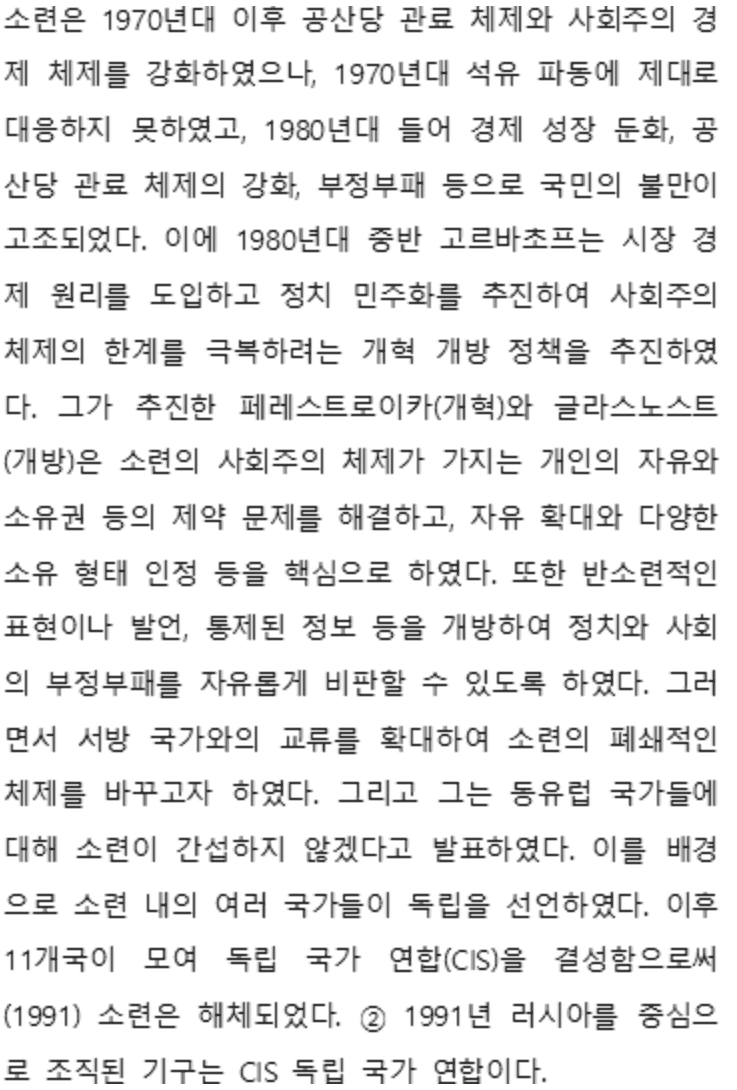 소련은 1970년대 이후 공산당 관료 체제와 사회주의 경
제 체제를 강화하였으나, 1970년대 석유 파동에 제대로
대응하지 못하였고, 1980년대 들어 경제 성장 둔화, 공
산당 관료 체제의 강화, 부정부패 등으로 국민의 불만이
고조되었다. 이에 1980년대 중반 고르바초프는 시장 경
제 원리를 도입하고 정치 민주화를 추진하여 사회주의
체제의 한계를 극복하려는 개혁 개방 정책을 추진하였
다. 그가 추진한 페레스트로이카(개혁)와 글라스노스트
(개방)은 소련의 사회주의 체제가 가지는 개인의 자유와
소유권 등의 제약 문제를 해결하고, 자유 확대와 다양한
소유 형태 인정 등을 핵심으로 하였다. 또한 반소련적인
표현이나 발언, 통제된 정보 등을 개방하여 정치와 사회
의 부정부패를 자유롭게 비판할 수 있도록 하였다. 그러
면서 서방 국가와의 교류를 확대하여 소련의 폐쇄적인
체제를 바꾸고자 하였다. 그리고 그는 동유럽 국가들에
대해 소련이 간섭하지 않겠다고 발표하였다. 이를 배경
으로 소련 내의 여러 국가들이 독립을 선언하였다. 이후
11개국이 모여 독립 국가 연합(CIS)을 결성함으로써
(1991) 소련은 해체되었다. ② 1991년 러시아를 중심으
로 조직된 기구는 CIS 독립 국가 연합이다.